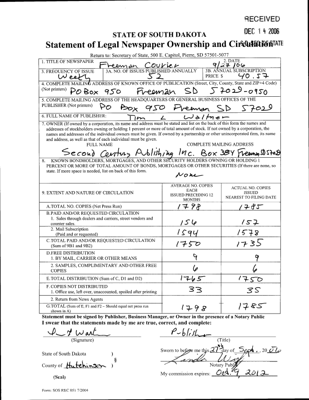 RECEIVED
DEC 14 2006
STATE OF SOUTH DAKOTA
Statement of Legal Newspaper Ownership and Circulation
Return to: Secretary of State, 500 E. Capitol, Pierre, SD 57501-5077
1. TITLE OF NEWSPAPER Freeman Courier
2. DATE 9/27/06
3. FREQUENCY OF ISSUE Weekly
3A. NO. OF ISSUES PUBLISHED ANNUALLY 52
3B. ANNUAL SUBSCRIPTION PRICE $ 40.57
4. COMPLETE MAILING ADDRESS OF KNOWN OFFICE OF PUBLICATION (Street, City, County, State and ZIP+4 Code)
(Not printers) PO Box 950 Freeman SD 57029-0950
5. COMPLETE MAILING ADDRESS OF THE HEADQUARTERS OR GENERAL BUSINESS OFFICES OF THE
PUBLISHER (Not printers) PO Box 950 Freeman SD 57029
6. FULL NAME OF PUBLISHER: Tim L Waltner
7. OWNER (If owned by a corporation, its name and address must be stated and list on the back of this form the names and
addresses of stockholders owning or holding 1 percent or more of total amount of stock. If not owned by a corporation, the
names and addresses of the individual owners must be given. If owned by a partnership or other unincorporated firm, its name
and address, as well as that of each individual must be given).
FULL NAME COMPLETE MAILING ADDRESS
Second Century Publishing Inc. Box Freeman
8. KNOWN BONDHOLDERS, MORTGAGES, AND OTHER SECURITY HOLDERS OWNING OR HOLDING 1
PERCENT OR MORE OF TOTAL AMOUNT OF BONDS, MORTGAGES OR OTHER SECURITIES (If there are none, so
state. If more space is needed, list on back of this form.
None
9. EXTENT AND NATURE OF CIRCULATION
AVERAGE NO. COPIES EACH ISSUED PRECEDING 12 MONTHS
ACTUAL NO. COPIES ISSUED NEAREST TO FILING DATE
A. TOTAL NO. COPIES (Net Press Run) 1798 1785
B. PAID AND/OR REQUESTED CIRCULATION
1. Sales through dealers and carriers, street vendors and counter sales 156 157
2. Mail Subscription (Paid and/or requested) 1594 1578
C. TOTAL PAID AND/OR REQUESTED CIRCULATION (Sum of 9B1 and 9B2) 1750 1735
D. FREE DISTRIBUTION
1. BY MAIL, CARRIER OR OTHER MEANS 9 9
2. SAMPLES, COMPLIMENTARY AND OTHER FREE COPIES 6 6
E. TOTAL DISTRIBUTION (Sum of C, D1 and D2) 1765 1750
F. COPIES NOT DISTRIBUTED
1. Office use, left over, unaccounted, spoiled after printing 33 35
2. Return from News Agents
G. TOTAL (Sum of E, F1 and F2 - Should equal net press run shown in A) 1798 1785
Statement must be signed by Publisher, Business Manager, or Owner in the presence of a Notary Public
I swear that the statements made by me are true, correct, and complete:
Publisher
(Signature) (Title)
State of South Dakota )
County of Hutchinson )
Sworn to before me this 27 day of Sept, 2006
Notary Public
(Seal)
My commission expires: Oct 9, 2012
Form: SOS REC 051 7/2004